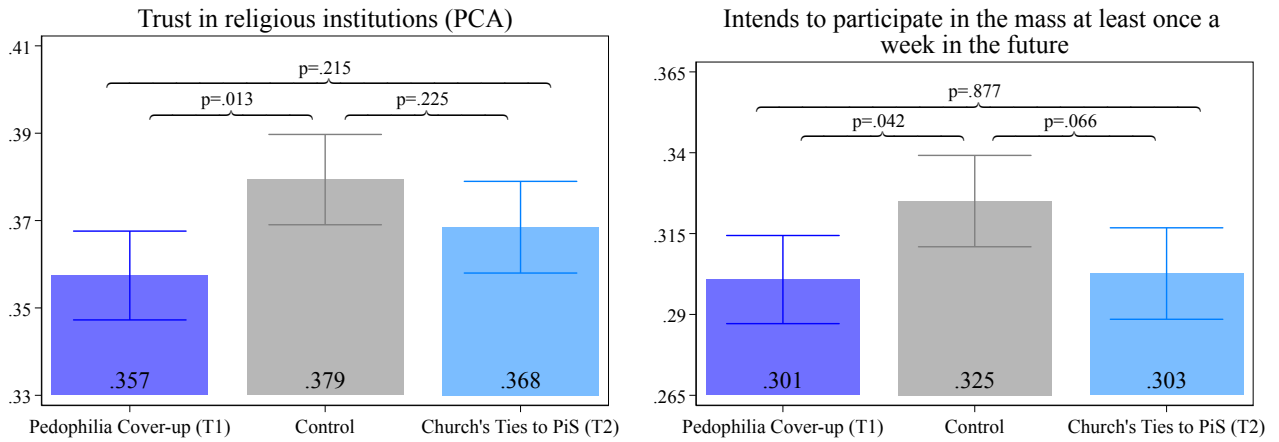 Trust in religious institutions (PCA)
.41
.39
.37
.35
.33
p=.215
p=.013
p=.225
.357
.379
.368
Pedophilia Cover-up (T1)
Control
Church's Ties to PiS (T2)
Intends to participate in the mass at least once a
week in the future
.365
.34
.315
.29
.265
p=.877
p=.042
p=.066
.301
.325
.303
Pedophilia Cover-up (T1)
Control
Church's Ties to PiS (T2)